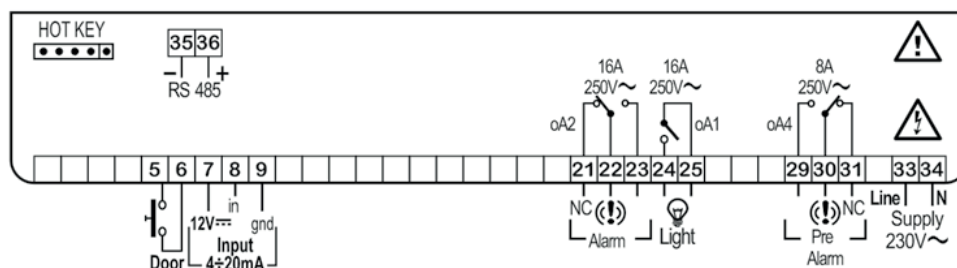 HOT KEY
35 36
− +
RS 485
16A 16A 8A
250V~ 250V~ 250V~
oA2 oA1 oA4
5 6 7 8 9 21 22 23 24 25 29 30 31 33 34
12V⎓ in gnd NC NC Line N
Input Alarm Light Pre Supply
Door 4÷20mA Alarm 230V~